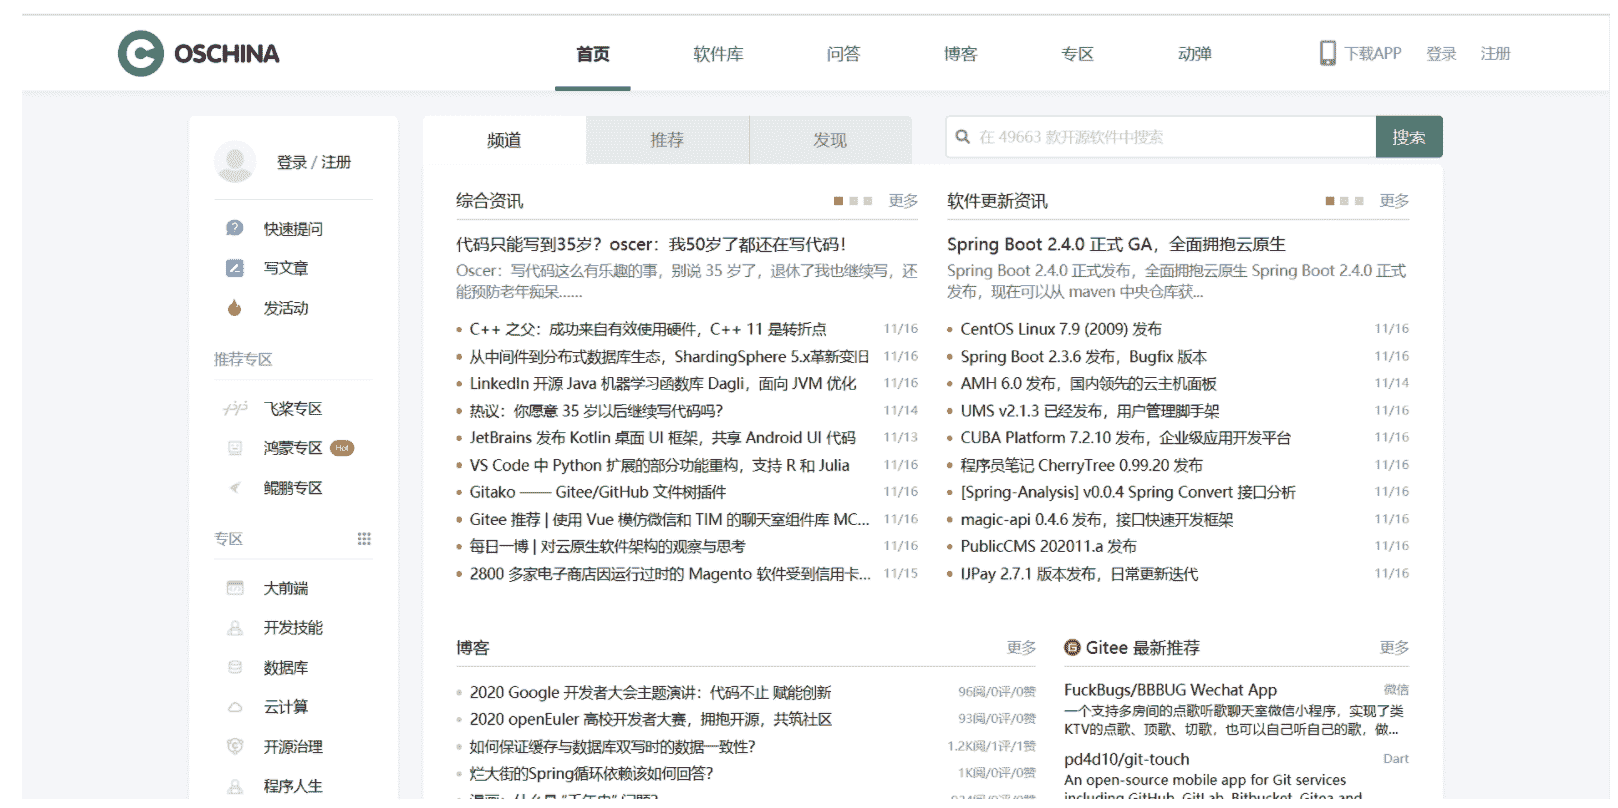 OSCHINA
首页
软件库
问答
博客
专区
动弹
下载APP
登录
注册
登录 / 注册
快速提问
写文章
发活动
推荐专区
飞桨专区
鸿蒙专区 Hot
鲲鹏专区
专区
大前端
开发技能
数据库
云计算
开源治理
程序人生
频道
推荐
发现
在 49663 款开源软件中搜索
搜索
综合资讯
更多
代码只能写到35岁？oscer：我50岁了都还在写代码！
Oscer：写代码这么有乐趣的事，别说 35 岁了，退休了我也继续写，还
能预防老年痴呆......
C++ 之父：成功来自有效使用硬件，C++ 11 是转折点 11/16
从中间件到分布式数据库生态，ShardingSphere 5.x革新变旧 11/16
LinkedIn 开源 Java 机器学习函数库 Dagli，面向 JVM 优化 11/16
热议：你愿意 35 岁以后继续写代码吗？ 11/14
JetBrains 发布 Kotlin 桌面 UI 框架，共享 Android UI 代码 11/13
VS Code 中 Python 扩展的部分功能重构，支持 R 和 Julia 11/16
Gitako —— Gitee/GitHub 文件树插件 11/16
Gitee 推荐 | 使用 Vue 模仿微信和 TIM 的聊天室组件库 MC... 11/16
每日一博 | 对云原生软件架构的观察与思考 11/16
2800 多家电子商店因运行过时的 Magento 软件受到信用卡... 11/15
软件更新资讯
更多
Spring Boot 2.4.0 正式 GA，全面拥抱云原生
Spring Boot 2.4.0 正式发布，全面拥抱云原生 Spring Boot 2.4.0 正式
发布，现在可以从 maven 中央仓库获...
CentOS Linux 7.9 (2009) 发布 11/16
Spring Boot 2.3.6 发布，Bugfix 版本 11/16
AMH 6.0 发布，国内领先的云主机面板 11/14
UMS v2.1.3 已经发布，用户管理脚手架 11/16
CUBA Platform 7.2.10 发布，企业级应用开发平台 11/16
程序员笔记 CherryTree 0.99.20 发布 11/16
[Spring-Analysis] v0.0.4 Spring Convert 接口分析 11/16
magic-api 0.4.6 发布，接口快速开发框架 11/16
PublicCMS 202011.a 发布 11/16
IJPay 2.7.1 版本发布，日常更新迭代 11/16
博客
更多
2020 Google 开发者大会主题演讲：代码不止 赋能创新 96阅/0评/0赞
2020 openEuler 高校开发者大赛，拥抱开源，共筑社区 93阅/0评/0赞
如何保证缓存与数据库双写时的数据一致性？ 1.2K阅/1评/1赞
烂大街的Spring循环依赖该如何回答？ 1K阅/0评/0赞
Gitee 最新推荐
更多
FuckBugs/BBBUG Wechat App 微信
一个支持多房间的点歌听歌聊天室微信小程序，实现了类
KTV的点歌、顶歌、切歌，也可以自己听自己的歌，做...
pd4d10/git-touch Dart
An open-source mobile app for Git services
including GitHub, GitLab, Bitbucket, Gitea and